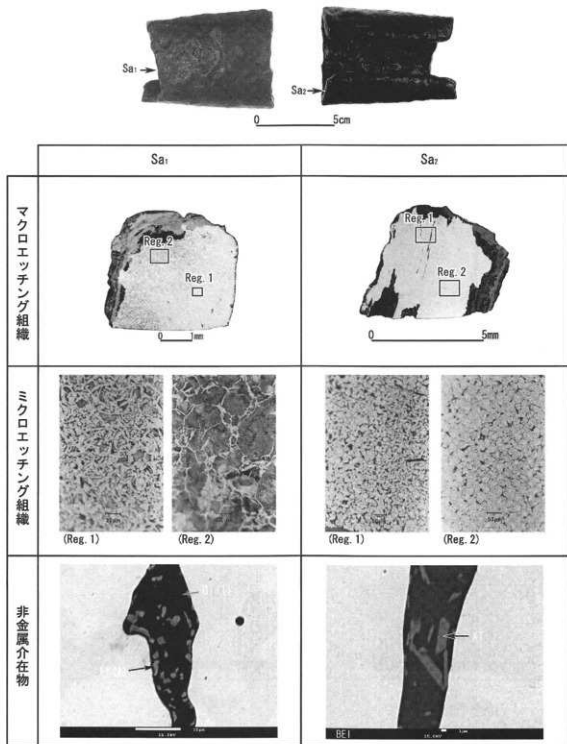 Sa₁
Sa₂
0 5cm
Sa₁ Sa₂
マクロエッチング組織
Reg. 2
Reg. 1
0 1mm
Reg. 1
Reg. 2
0 5mm
ミクロエッチング組織
(Reg. 1) (Reg. 2) (Reg. 1) (Reg. 2)
非金属介在物
BEI